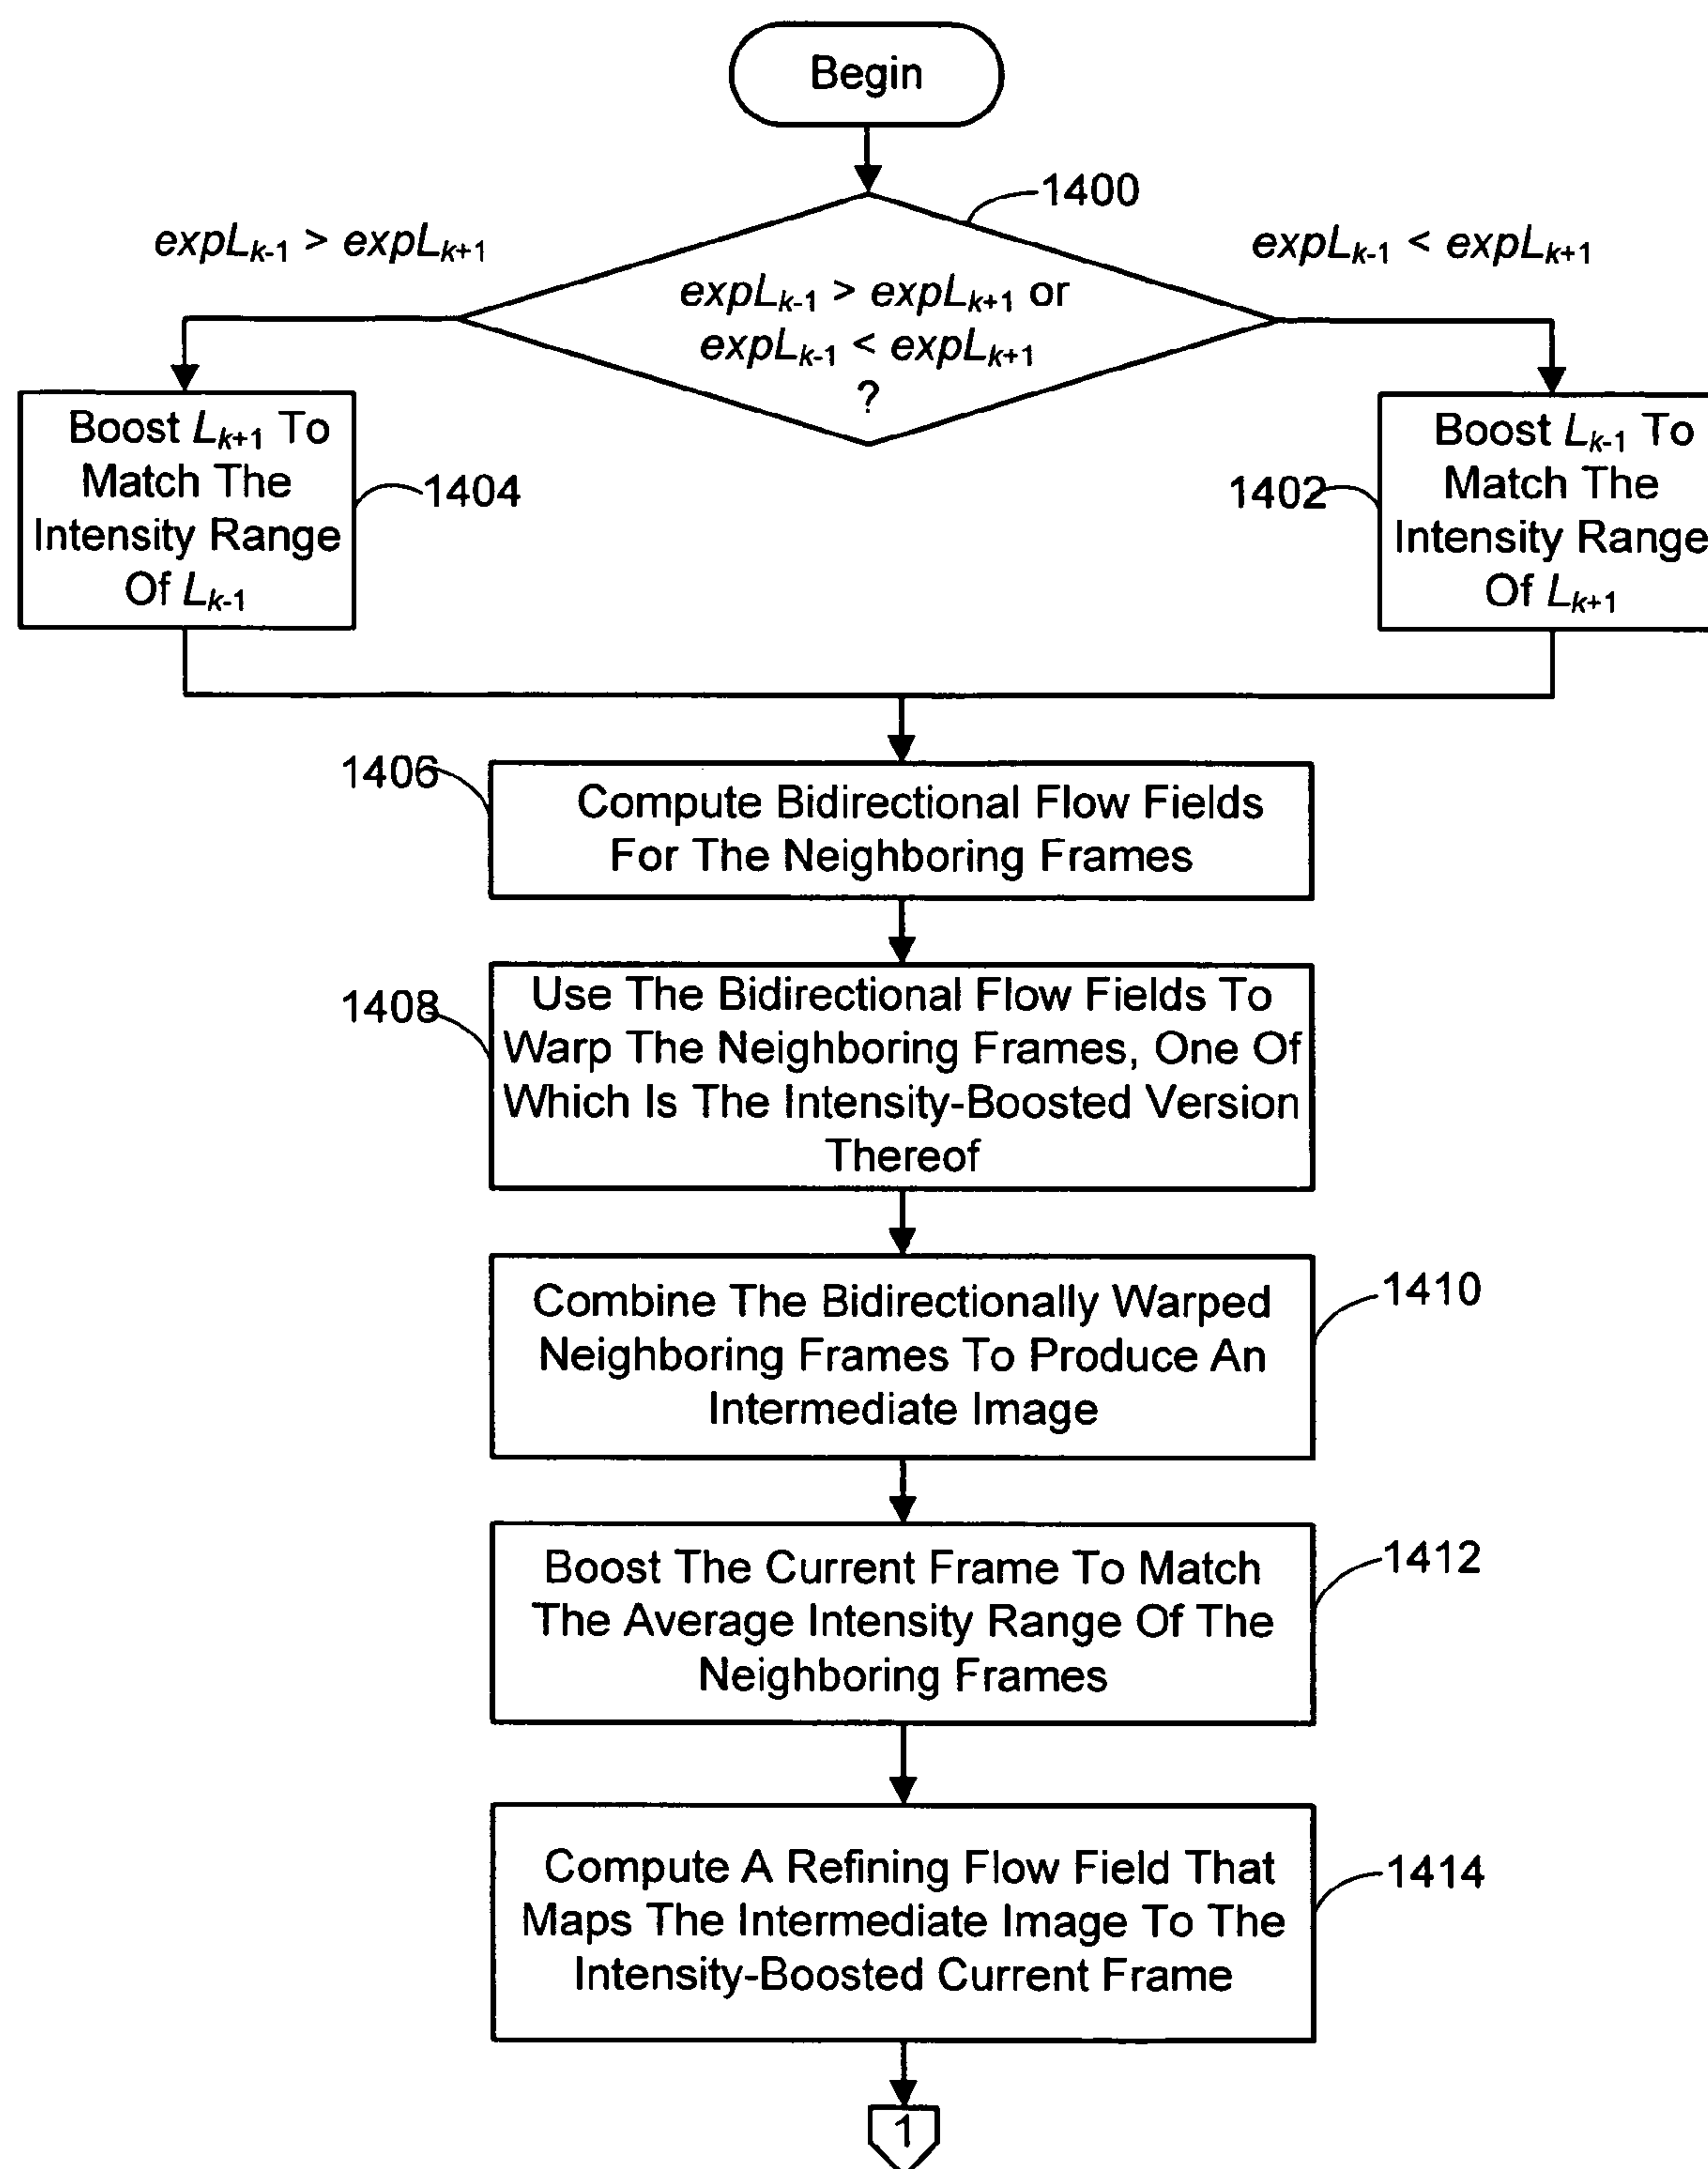 Begin
1400
expLk-1 > expLk+1
expLk-1 < expLk+1
expLk-1 > expLk+1 or
expLk-1 < expLk+1
?
Boost Lk+1 To
Match The
Intensity Range
Of Lk-1
1404
1402
Boost Lk-1 To
Match The
Intensity Range
Of Lk+1
1406
Compute Bidirectional Flow Fields
For The Neighboring Frames
1408
Use The Bidirectional Flow Fields To
Warp The Neighboring Frames, One Of
Which Is The Intensity-Boosted Version
Thereof
1410
Combine The Bidirectionally Warped
Neighboring Frames To Produce An
Intermediate Image
1412
Boost The Current Frame To Match
The Average Intensity Range Of The
Neighboring Frames
1414
Compute A Refining Flow Field That
Maps The Intermediate Image To The
Intensity-Boosted Current Frame
1